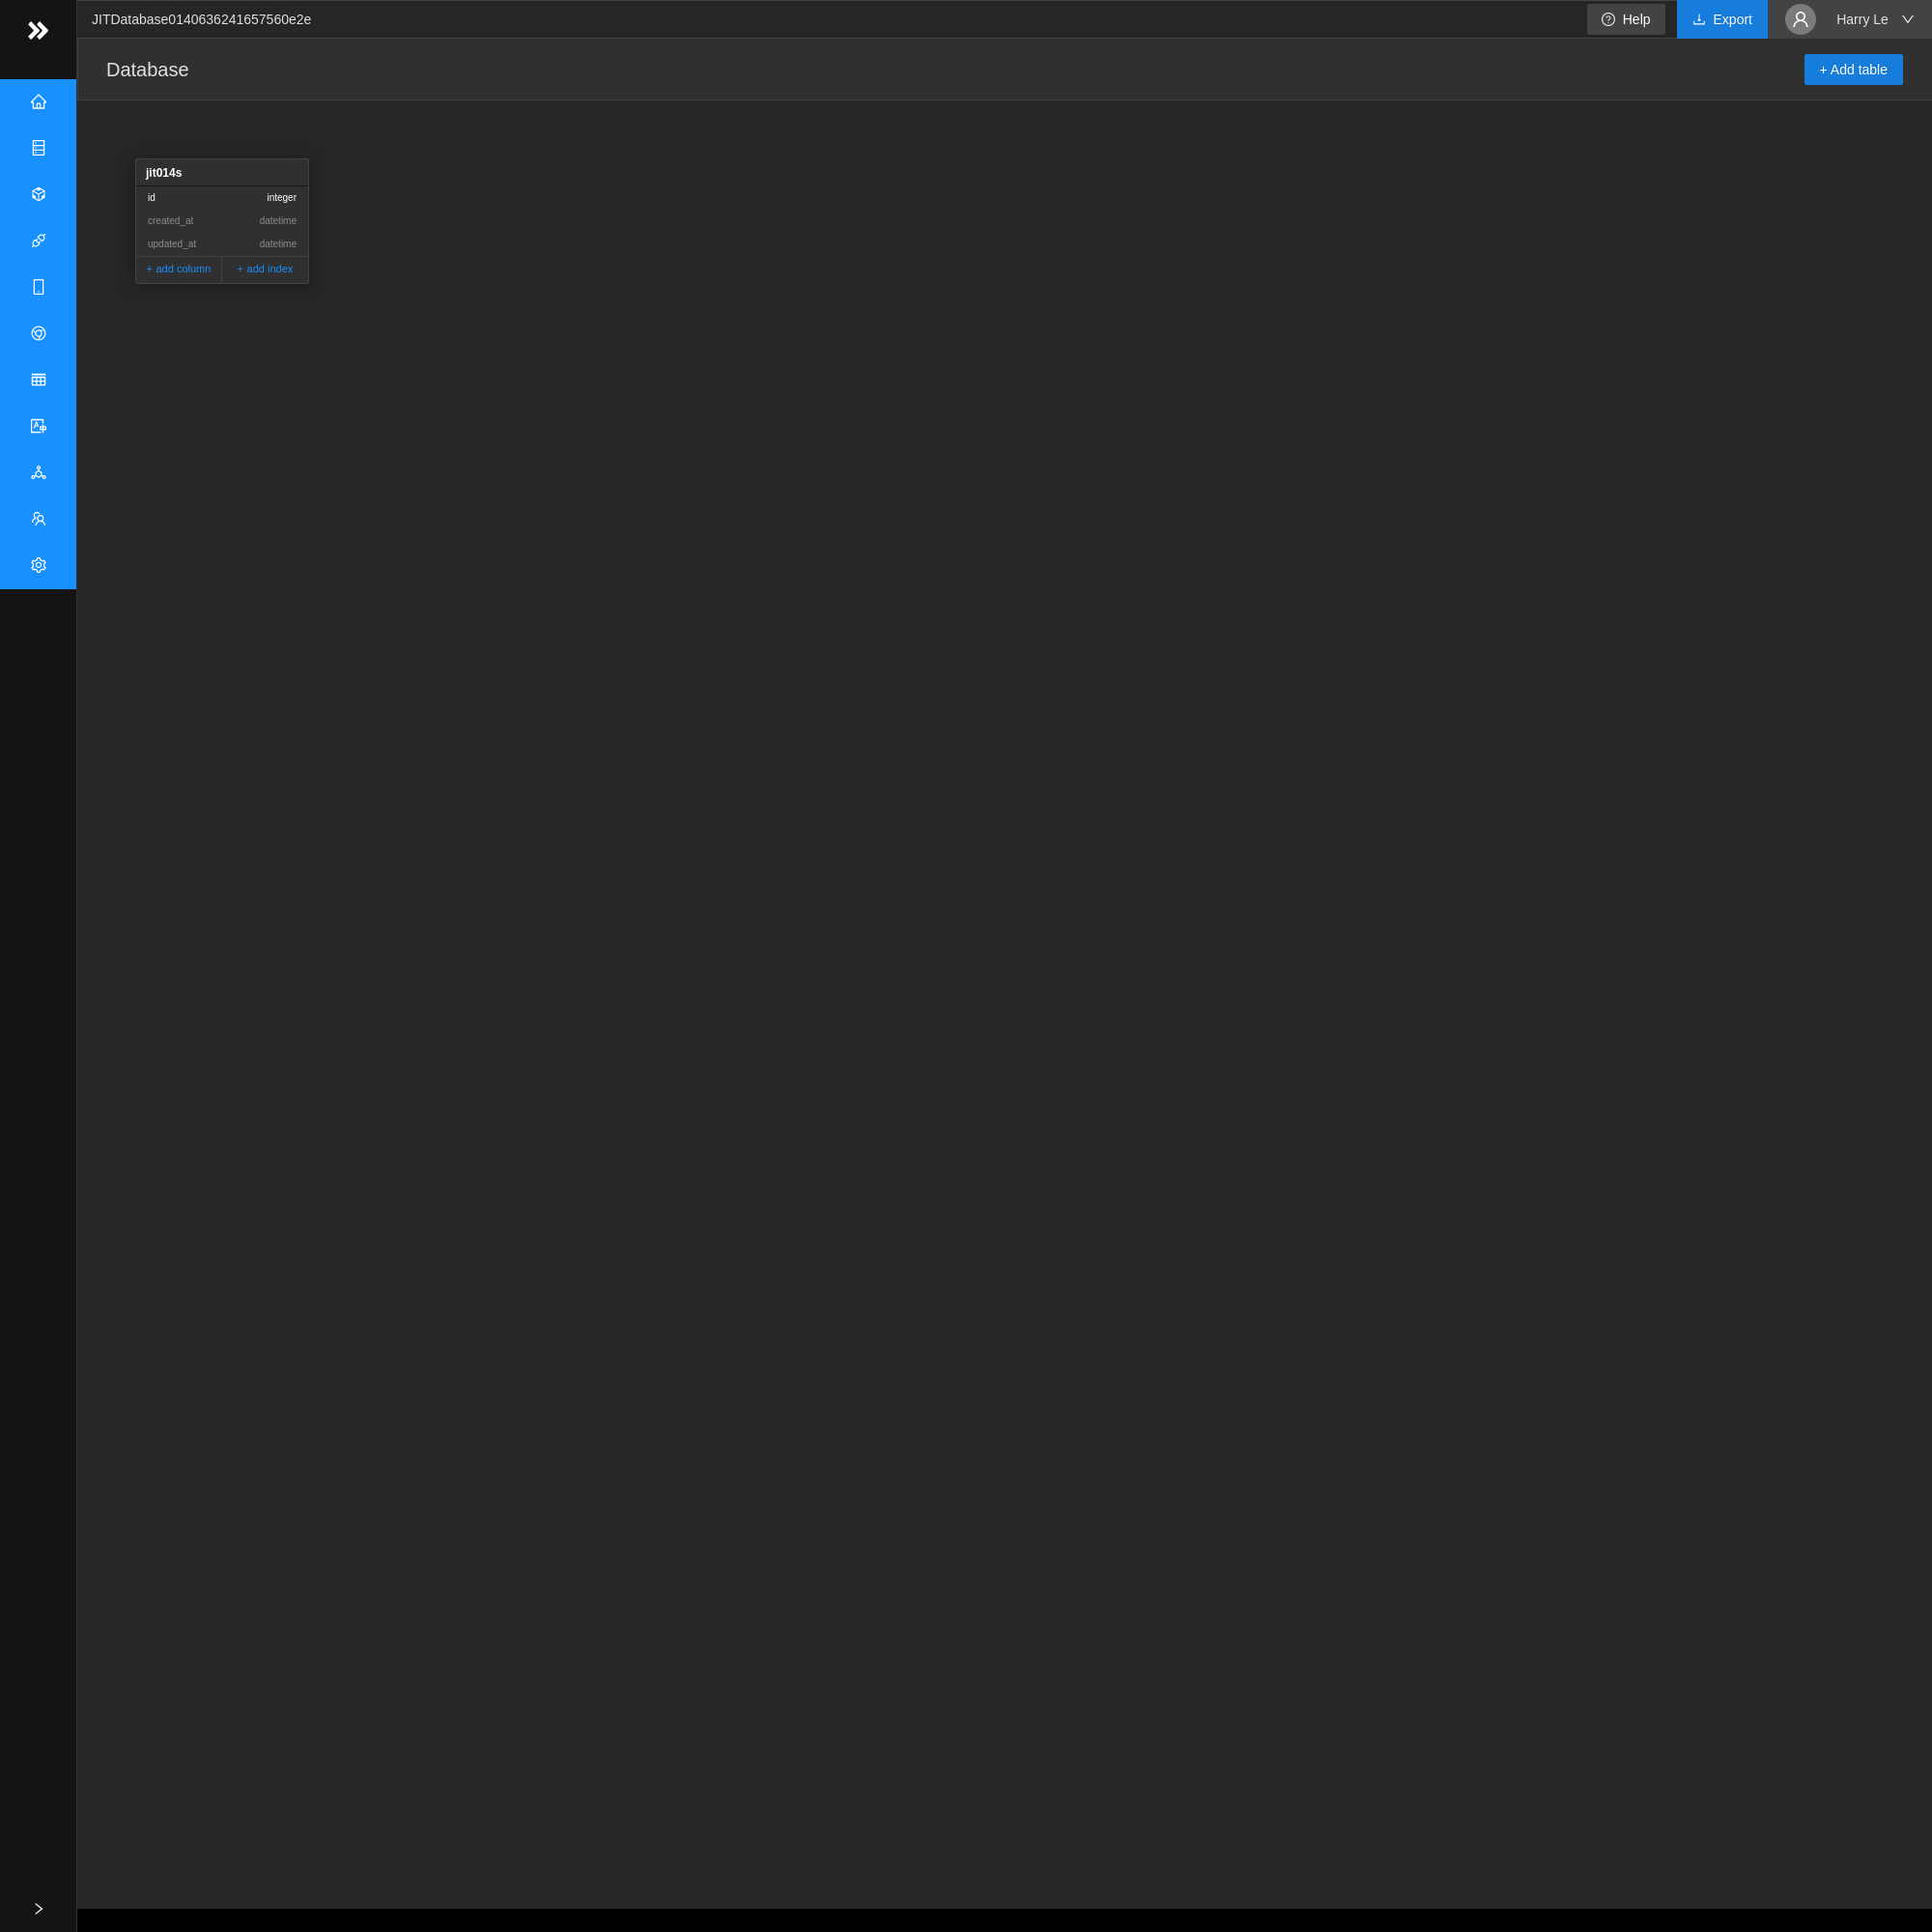 JITDatabase0140636241657560e2e
Help
Export
Harry Le
Database
+ Add table
jit014s
id integer
created_at datetime
updated_at datetime
+ add column + add index